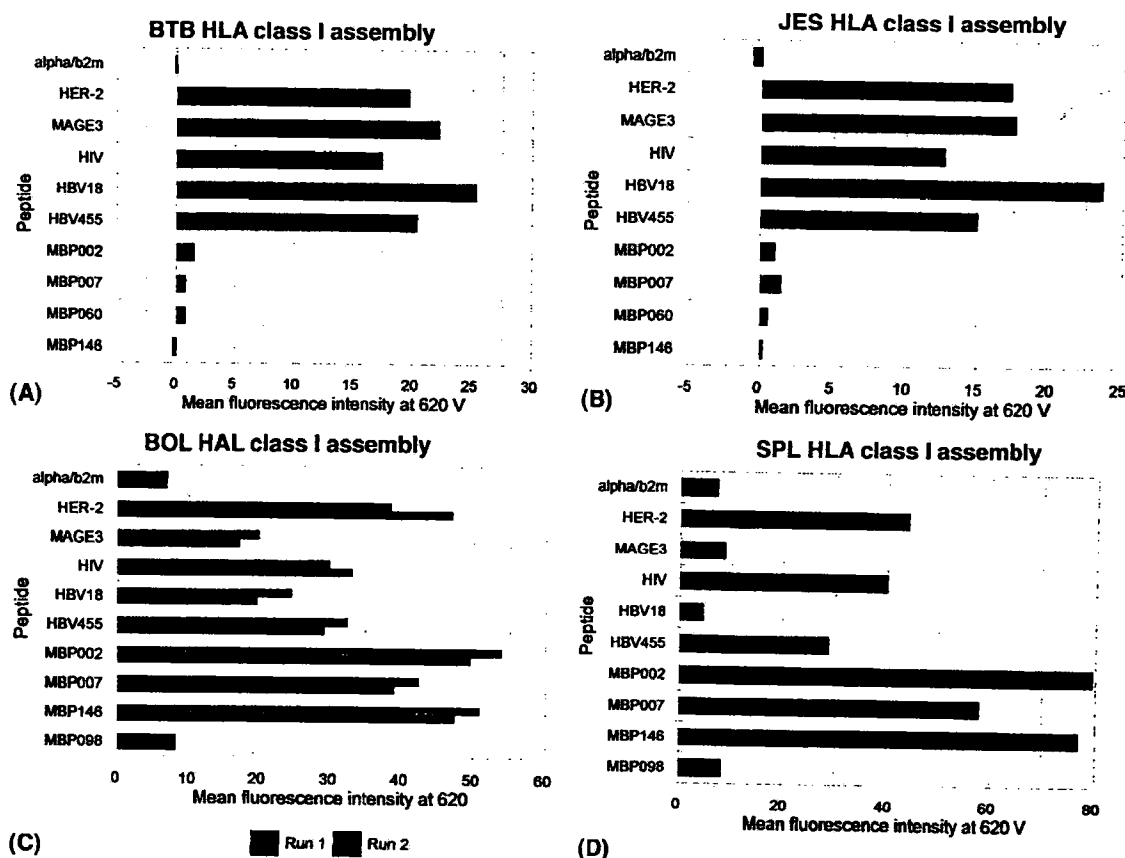 BTB HLA class I assembly
alpha/b2m
HER-2
MAGE3
HIV
HBV18
HBV455
MBP002
MBP007
MBP060
MBP146
Peptide
-5 0 5 10 15 20 25 30
(A) Mean fluorescence intensity at 620 V
JES HLA class I assembly
alpha/b2m
HER-2
MAGE3
HIV
HBV18
HBV455
MBP002
MBP007
MBP060
MBP146
Peptide
-5 0 5 10 15 20 25
(B) Mean fluorescence intensity at 620 V
BOL HAL class I assembly
alpha/b2m
HER-2
MAGE3
HIV
HBV18
HBV455
MBP002
MBP007
MBP146
MBP098
Peptide
0 10 20 30 40 50 60
Mean fluorescence intensity at 620
(C) Run 1 Run 2
SPL HLA class I assembly
alpha/b2m
HER-2
MAGE3
HIV
HBV18
HBV455
MBP002
MBP007
MBP146
MBP098
Peptide
0 20 40 60 80
Mean fluorescence intensity at 620 V
(D)